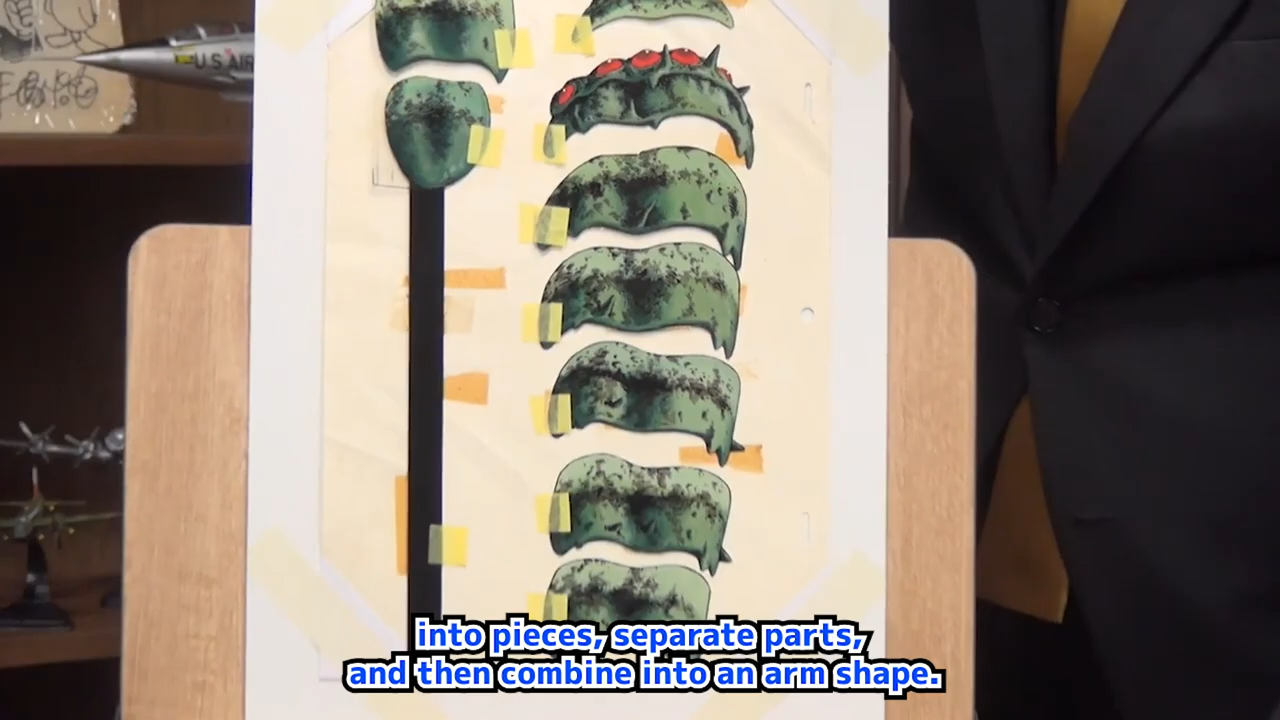 U.S. AIR
into pieces, separate parts,
and then combine into an arm shape.